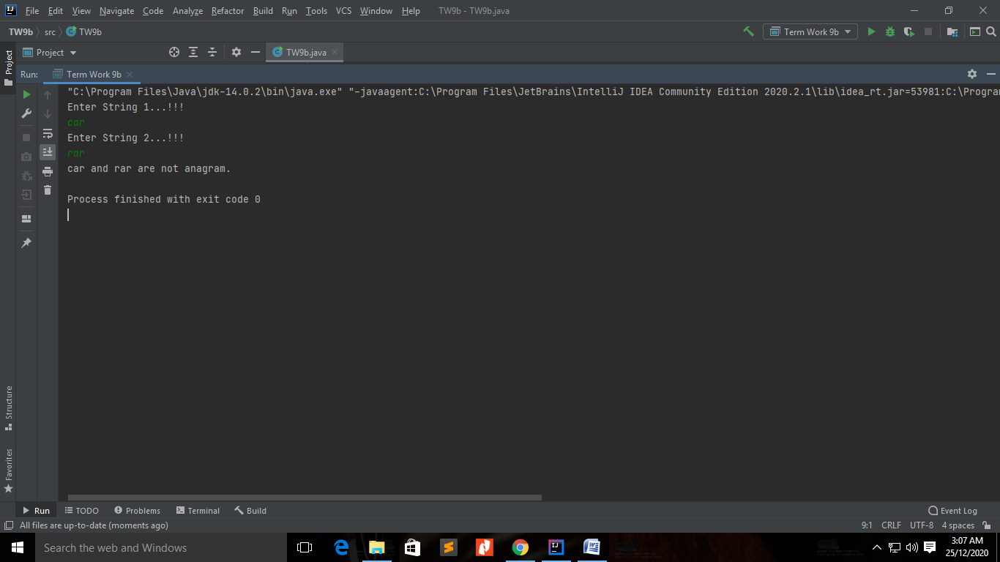 File Edit View Navigate Code Analyze Refactor Build Run Tools VCS Window Help TW9b - TW9b.java
TW9b src TW9b Term Work 9b
Project TW9b.java
Project
Run: Term Work 9b
"C:\Program Files\Java\jdk-14.0.2\bin\java.exe" "-javaagent:C:\Program Files\JetBrains\IntelliJ IDEA Community Edition 2020.2.1\lib\idea_rt.jar=53981:C:\Program
Enter String 1...!!!
car
Enter String 2...!!!
rar
car and rar are not anagram.
Process finished with exit code 0
Structure
Favorites
Run TODO Problems Terminal Build Event Log
All files are up-to-date (moments ago) 9:1 CRLF UTF-8 4 spaces
Search the web and Windows
3:07 AM
25/12/2020